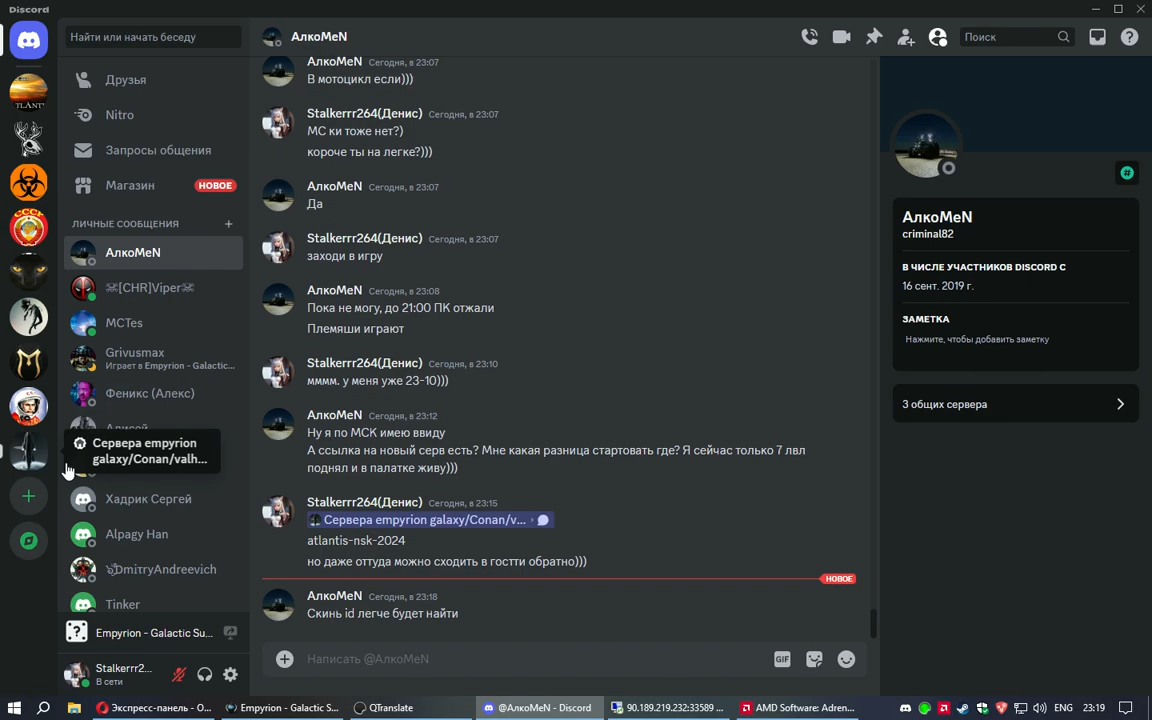 Discord
Найти или начать беседу
АлкоMeN
Поиск
Друзья
Nitro
Запросы общения
Магазин
НОВОЕ
ЛИЧНЫЕ СООБЩЕНИЯ
АлкоMeN
☠[CHR]Viper☠
MCTes
Grivusmax
Играет в Empyrion - Galactic...
Феникс (Алекс)
Сервера empyrion
galaxy/Conan/valh...
Хадрик Сергей
Alpagy Han
DmitryAndreevich
Tinker
Empyrion - Galactic Su...
Stalkerrr2...
В сети
АлкоMeN Сегодня, в 23:07
В мотоцикл если)))
Stalkerrr264(Денис) Сегодня, в 23:07
МС ки тоже нет?)
короче ты на легке?)))
АлкоMeN Сегодня, в 23:07
Да
Stalkerrr264(Денис) Сегодня, в 23:07
заходи в игру
АлкоMeN Сегодня, в 23:08
Пока не могу, до 21:00 ПК отжали
Племяши играют
Stalkerrr264(Денис) Сегодня, в 23:10
мммм. у меня уже 23-10)))
АлкоMeN Сегодня, в 23:12
Ну я по МСК имею ввиду
А ссылка на новый серв есть? Мне какая разница стартовать где? Я сейчас только 7 лвл
поднял и в палатке живу)))
Stalkerrr264(Денис) Сегодня, в 23:15
Сервера empyrion galaxy/Conan/v...
atlantis-nsk-2024
но даже оттуда можно сходить в гостти обратно)))
НОВОЕ
АлкоMeN Сегодня, в 23:18
Скинь id легче будет найти
Написать @АлкоMeN
GIF
АлкоMeN
criminal82
В ЧИСЛЕ УЧАСТНИКОВ DISCORD С
16 сент. 2019 г.
ЗАМЕТКА
Нажмите, чтобы добавить заметку
3 общих сервера
СССР
Экспресс-панель - O...
Empyrion - Galactic S...
QTranslate
@АлкоMeN - Discord
90.189.219.232:33589 ...
AMD Software: Adren...
ENG
23:19